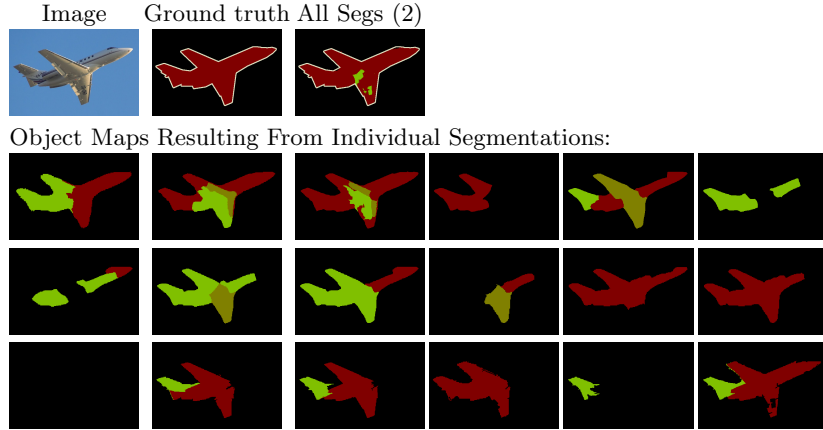 Image Ground truth All Segs (2)
Object Maps Resulting From Individual Segmentations: